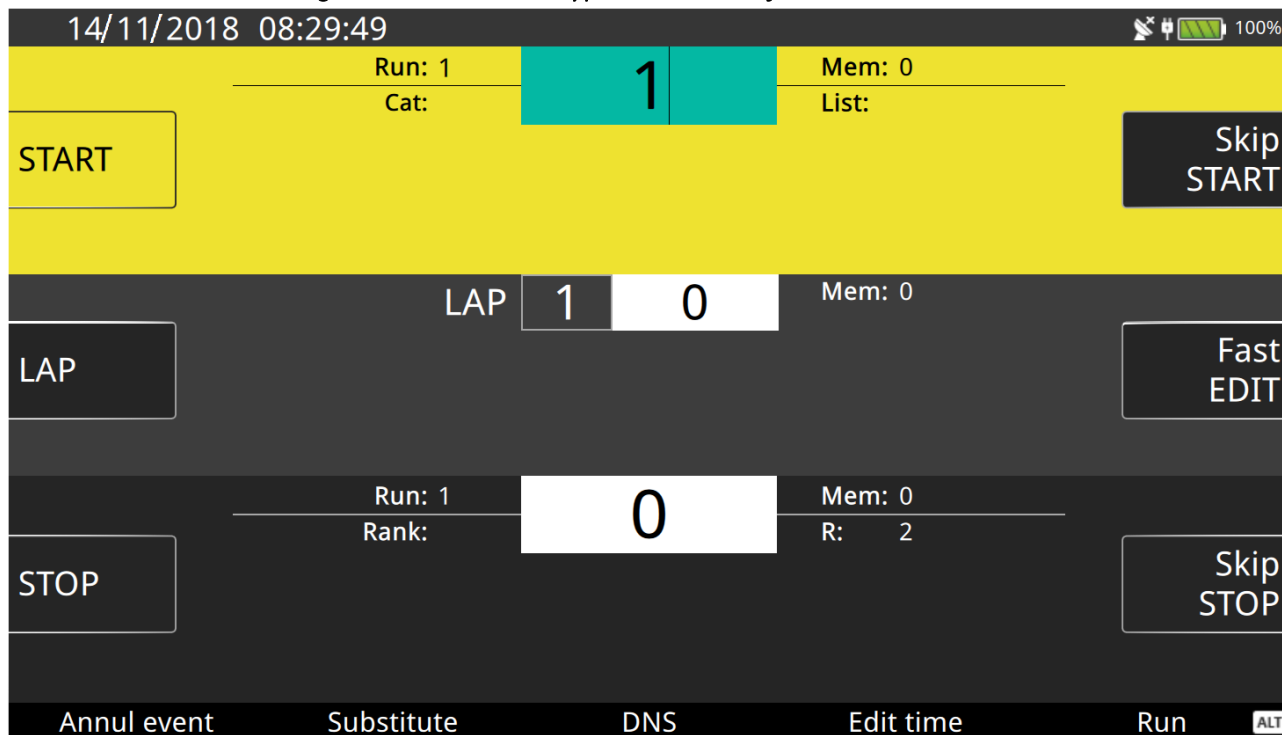 14/11/2018 08:29:49 100%
Run: 1 1 Mem: 0
Cat: List:
START
Skip
START
LAP 1 0 Mem: 0
LAP
Fast
EDIT
Run: 1 0 Mem: 0
Rank: R: 2
STOP
Skip
STOP
Annul event Substitute DNS Edit time Run ALT